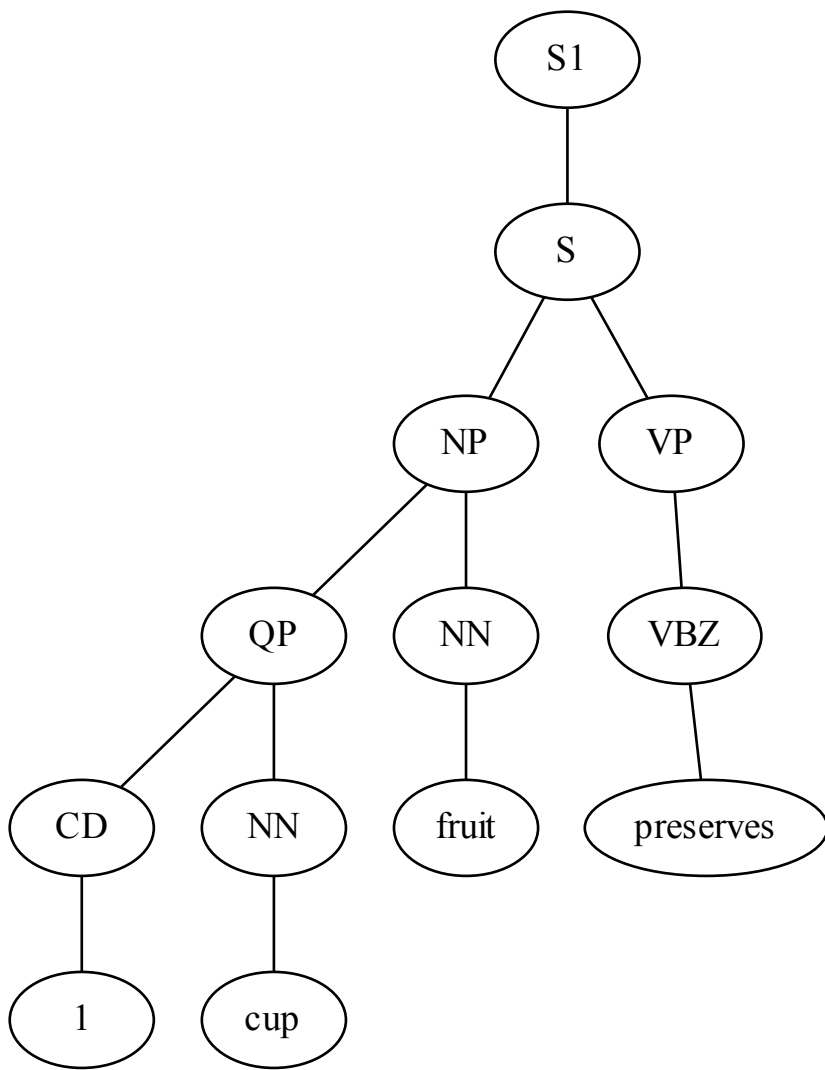 S1
S
NP VP
QP NN VBZ
CD NN fruit preserves
1 cup